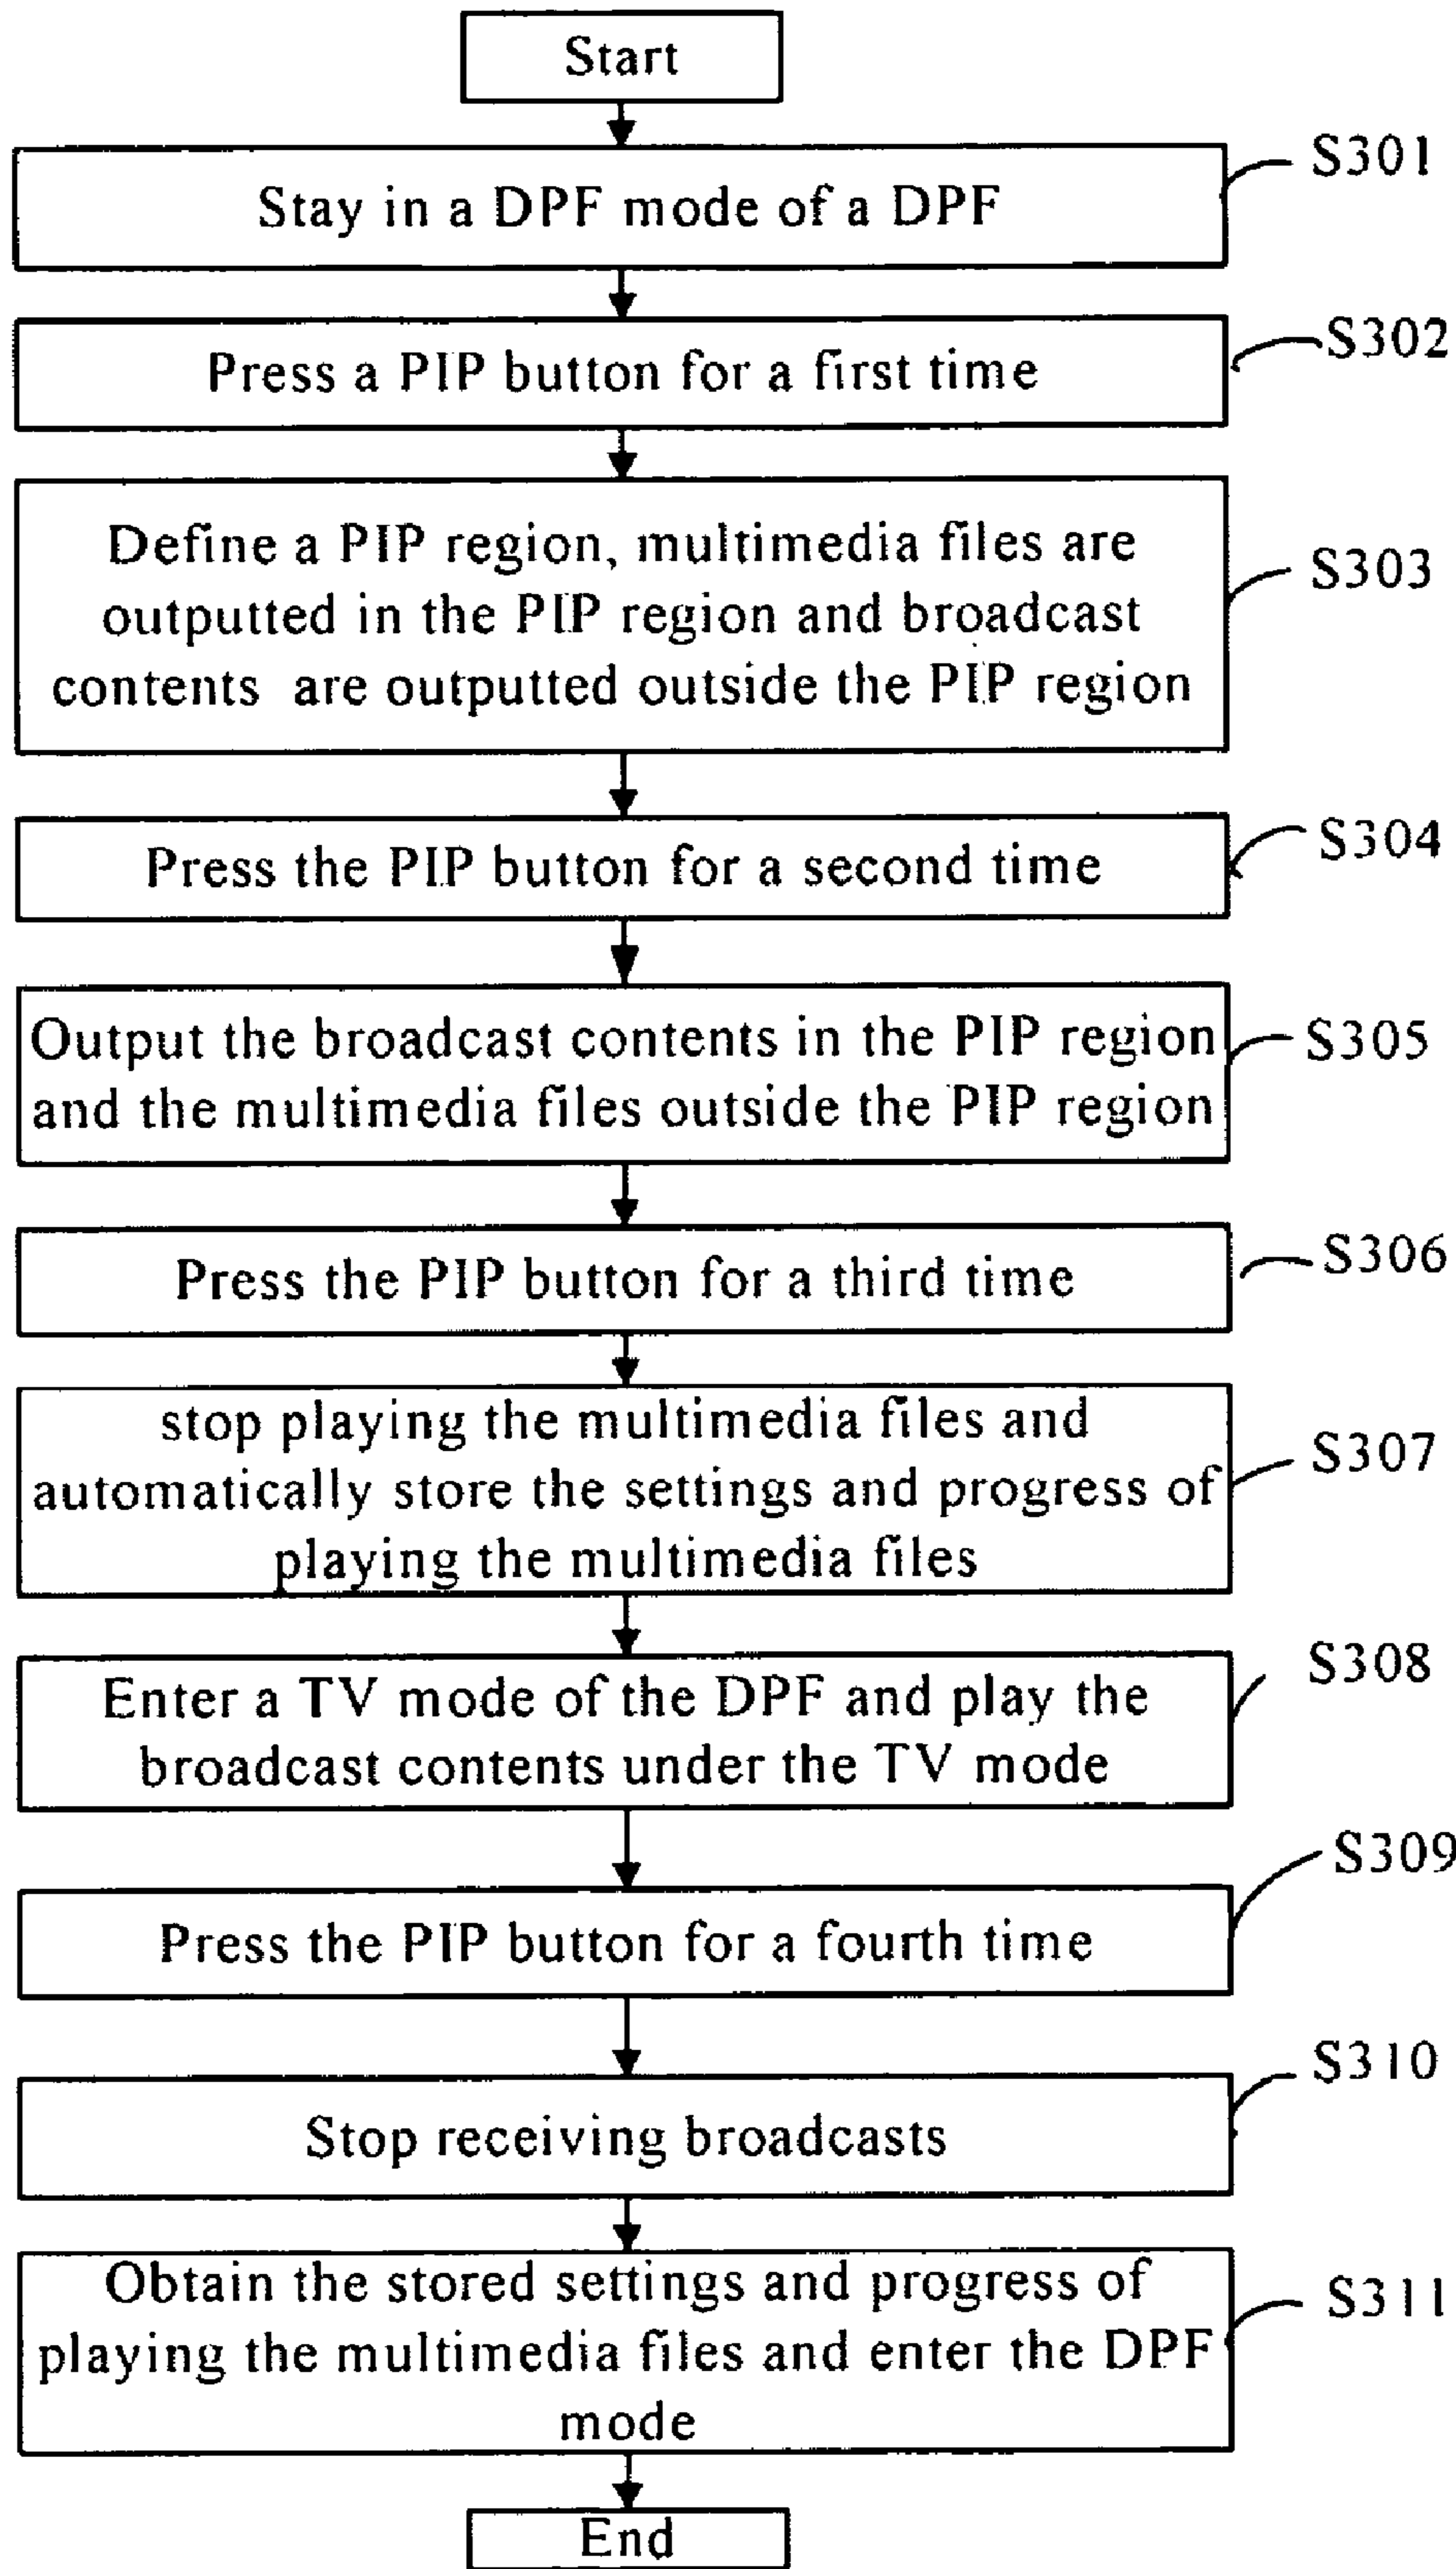 Start
Stay in a DPF mode of a DPF
S301
Press a PIP button for a first time
S302
Define a PIP region, multimedia files are
outputted in the PIP region and broadcast
contents are outputted outside the PIP region
S303
Press the PIP button for a second time
S304
Output the broadcast contents in the PIP region
and the multimedia files outside the PIP region
S305
Press the PIP button for a third time
S306
stop playing the multimedia files and
automatically store the settings and progress of
playing the multimedia files
S307
Enter a TV mode of the DPF and play the
broadcast contents under the TV mode
S308
Press the PIP button for a fourth time
S309
Stop receiving broadcasts
S310
Obtain the stored settings and progress of
playing the multimedia files and enter the DPF
mode
S311
End